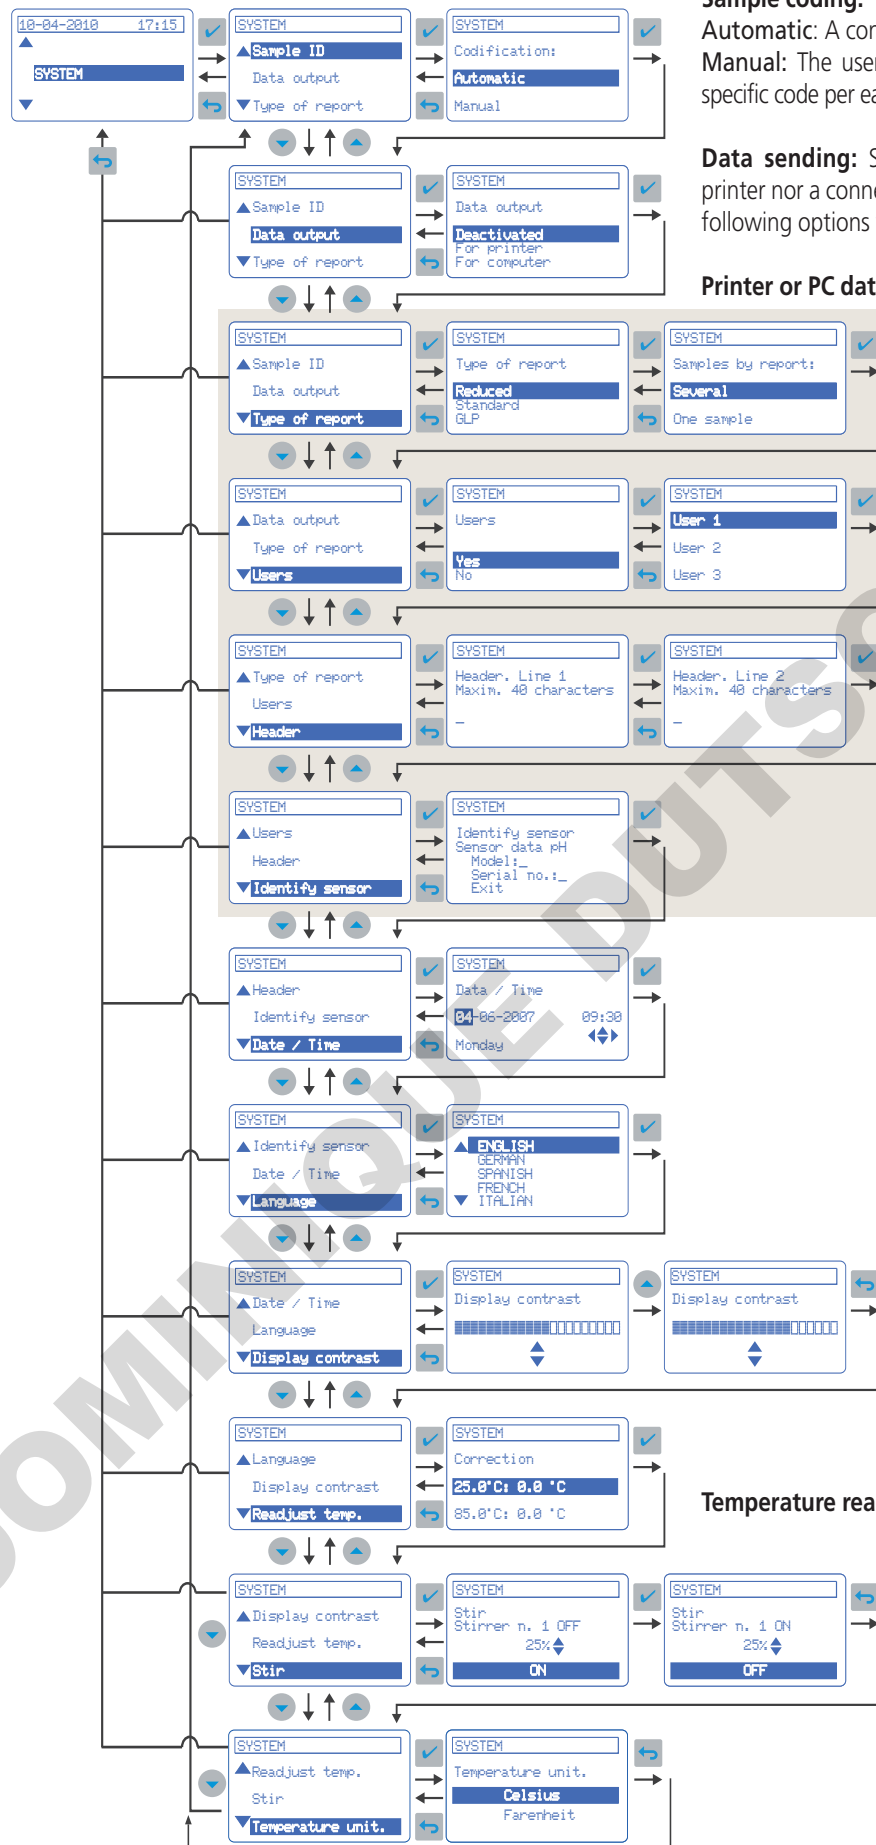 10-04-2010 17:15
SYSTEM
SYSTEM
Sample ID
Data output
Type of report
SYSTEM
Codification:
Automatic
Manual
Sample coding:
Automatic: A con
Manual: The user
specific code per ea
Data sending: S
printer nor a conne
following options
Printer or PC dat
SYSTEM
Sample ID
Data output
Type of report
SYSTEM
Data output
Deactivated
For printer
For computer
SYSTEM
Sample ID
Data output
Type of report
SYSTEM
Type of report
Reduced
Standard
GLP
SYSTEM
Samples by report:
Several
One sample
SYSTEM
Data output
Type of report
Users
SYSTEM
Users
Yes
No
SYSTEM
User 1
User 2
User 3
SYSTEM
Type of report
Users
Header
SYSTEM
Header. Line 1
Maxim. 40 characters
_
SYSTEM
Header. Line 2
Maxim. 40 characters
_
SYSTEM
Users
Header
Identify sensor
SYSTEM
Identify sensor
Sensor data pH
Model:_
Serial no.:_
Exit
SYSTEM
Header
Identify sensor
Date / Time
SYSTEM
Data / Time
04-06-2007 09:30
Monday
SYSTEM
Identify sensor
Date / Time
Language
SYSTEM
ENGLISH
GERMAN
SPANISH
FRENCH
ITALIAN
SYSTEM
Date / Time
Language
Display contrast
SYSTEM
Display contrast
SYSTEM
Display contrast
SYSTEM
Language
Display contrast
Readjust temp.
SYSTEM
Correction
25.0°C: 0.0 °C
85.0°C: 0.0 °C
Temperature rea
SYSTEM
Display contrast
Readjust temp.
Stir
SYSTEM
Stir
Stirrer n. 1 OFF
25%
ON
SYSTEM
Stir
Stirrer n. 1 ON
25%
OFF
SYSTEM
Readjust temp.
Stir
Temperature unit.
SYSTEM
Temperature unit.
Celsius
Farenheit
DOMINIQUE DUTSC